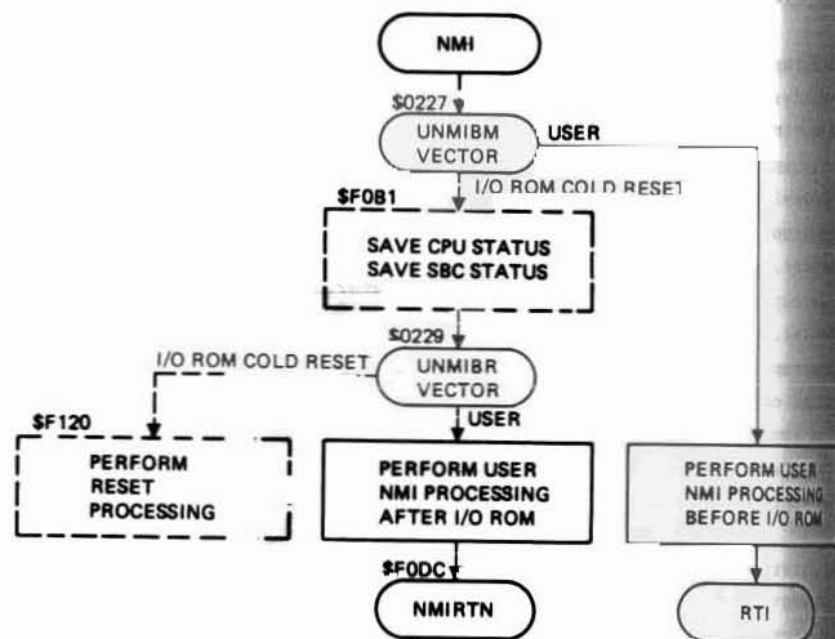 NMI
$0227
UNMIBM
VECTOR
USER
I/O ROM COLD RESET
$F0B1
SAVE CPU STATUS
SAVE SBC STATUS
$0229
I/O ROM COLD RESET
UNMIBR
VECTOR
USER
$F120
PERFORM
RESET
PROCESSING
PERFORM USER
NMI PROCESSING
AFTER I/O ROM
PERFORM USER
NMI PROCESSING
BEFORE I/O ROM
$F0DC
NMIRTN
RTI